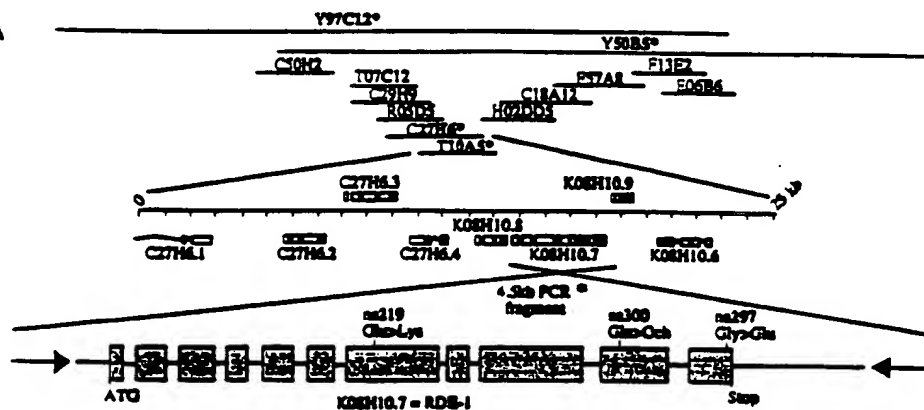 A
Y97C12*
Y50B5*
C50H2
F13E2
T07C12
F57A8
C29H9
C18A12
E06B6
R05D5
H02DD5
C27H6*
T10A5*
0
C27H6.3
K08H10.9
25 kb
K08H10.8
C27H6.1
C27H6.2
C27H6.4
K08H10.7
K08H10.6
4.5kb PCR *
fragment
ne219
Glu>Lys
ne300
Gln>Och
ne297
Gly>Glu
ATG
Stop
K08H10.7 = RDE-1